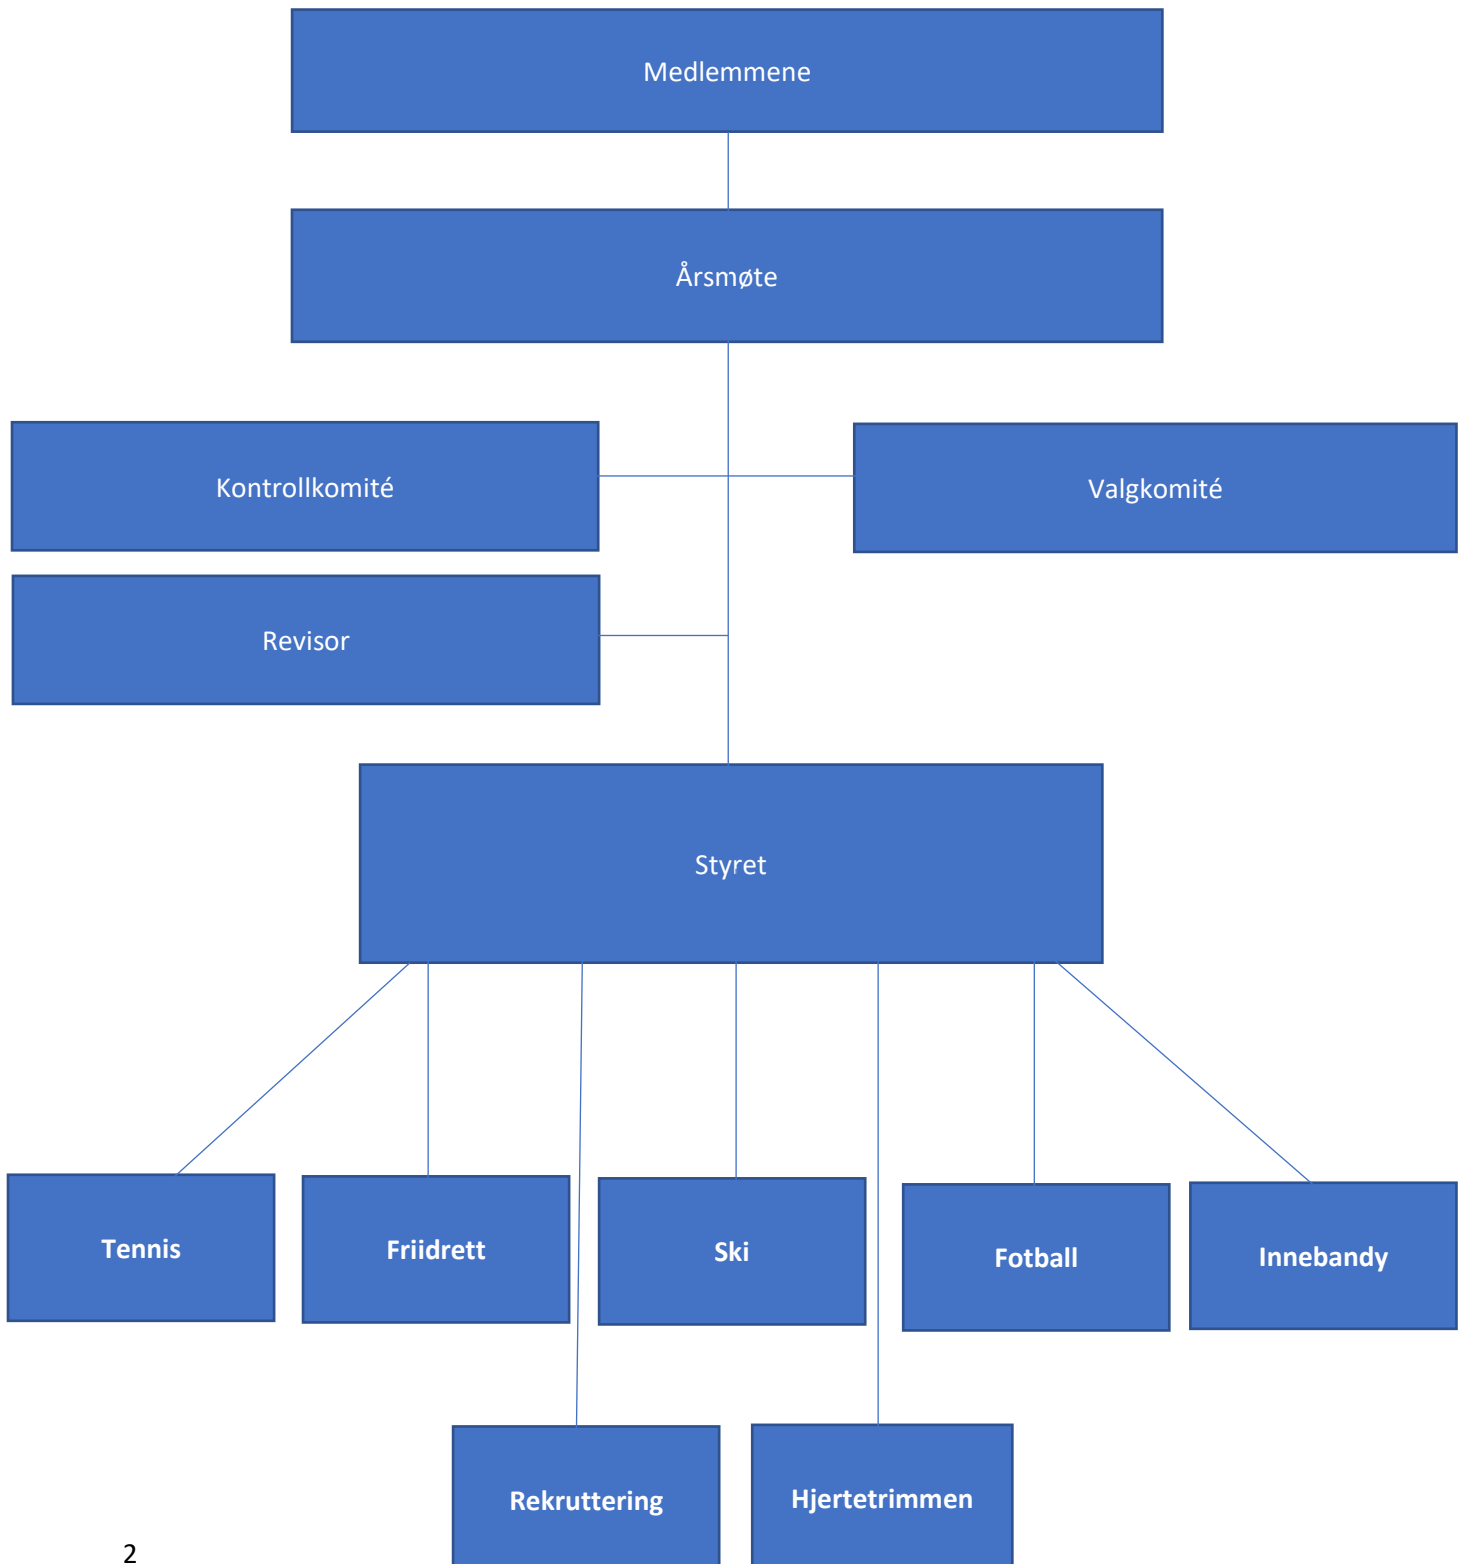 Medlemmene
Årsmøte
Kontrollkomité
Valgkomité
Revisor
Styret
Tennis
Friidrett
Ski
Fotball
Innebandy
Rekruttering
Hjertetrimmen
2